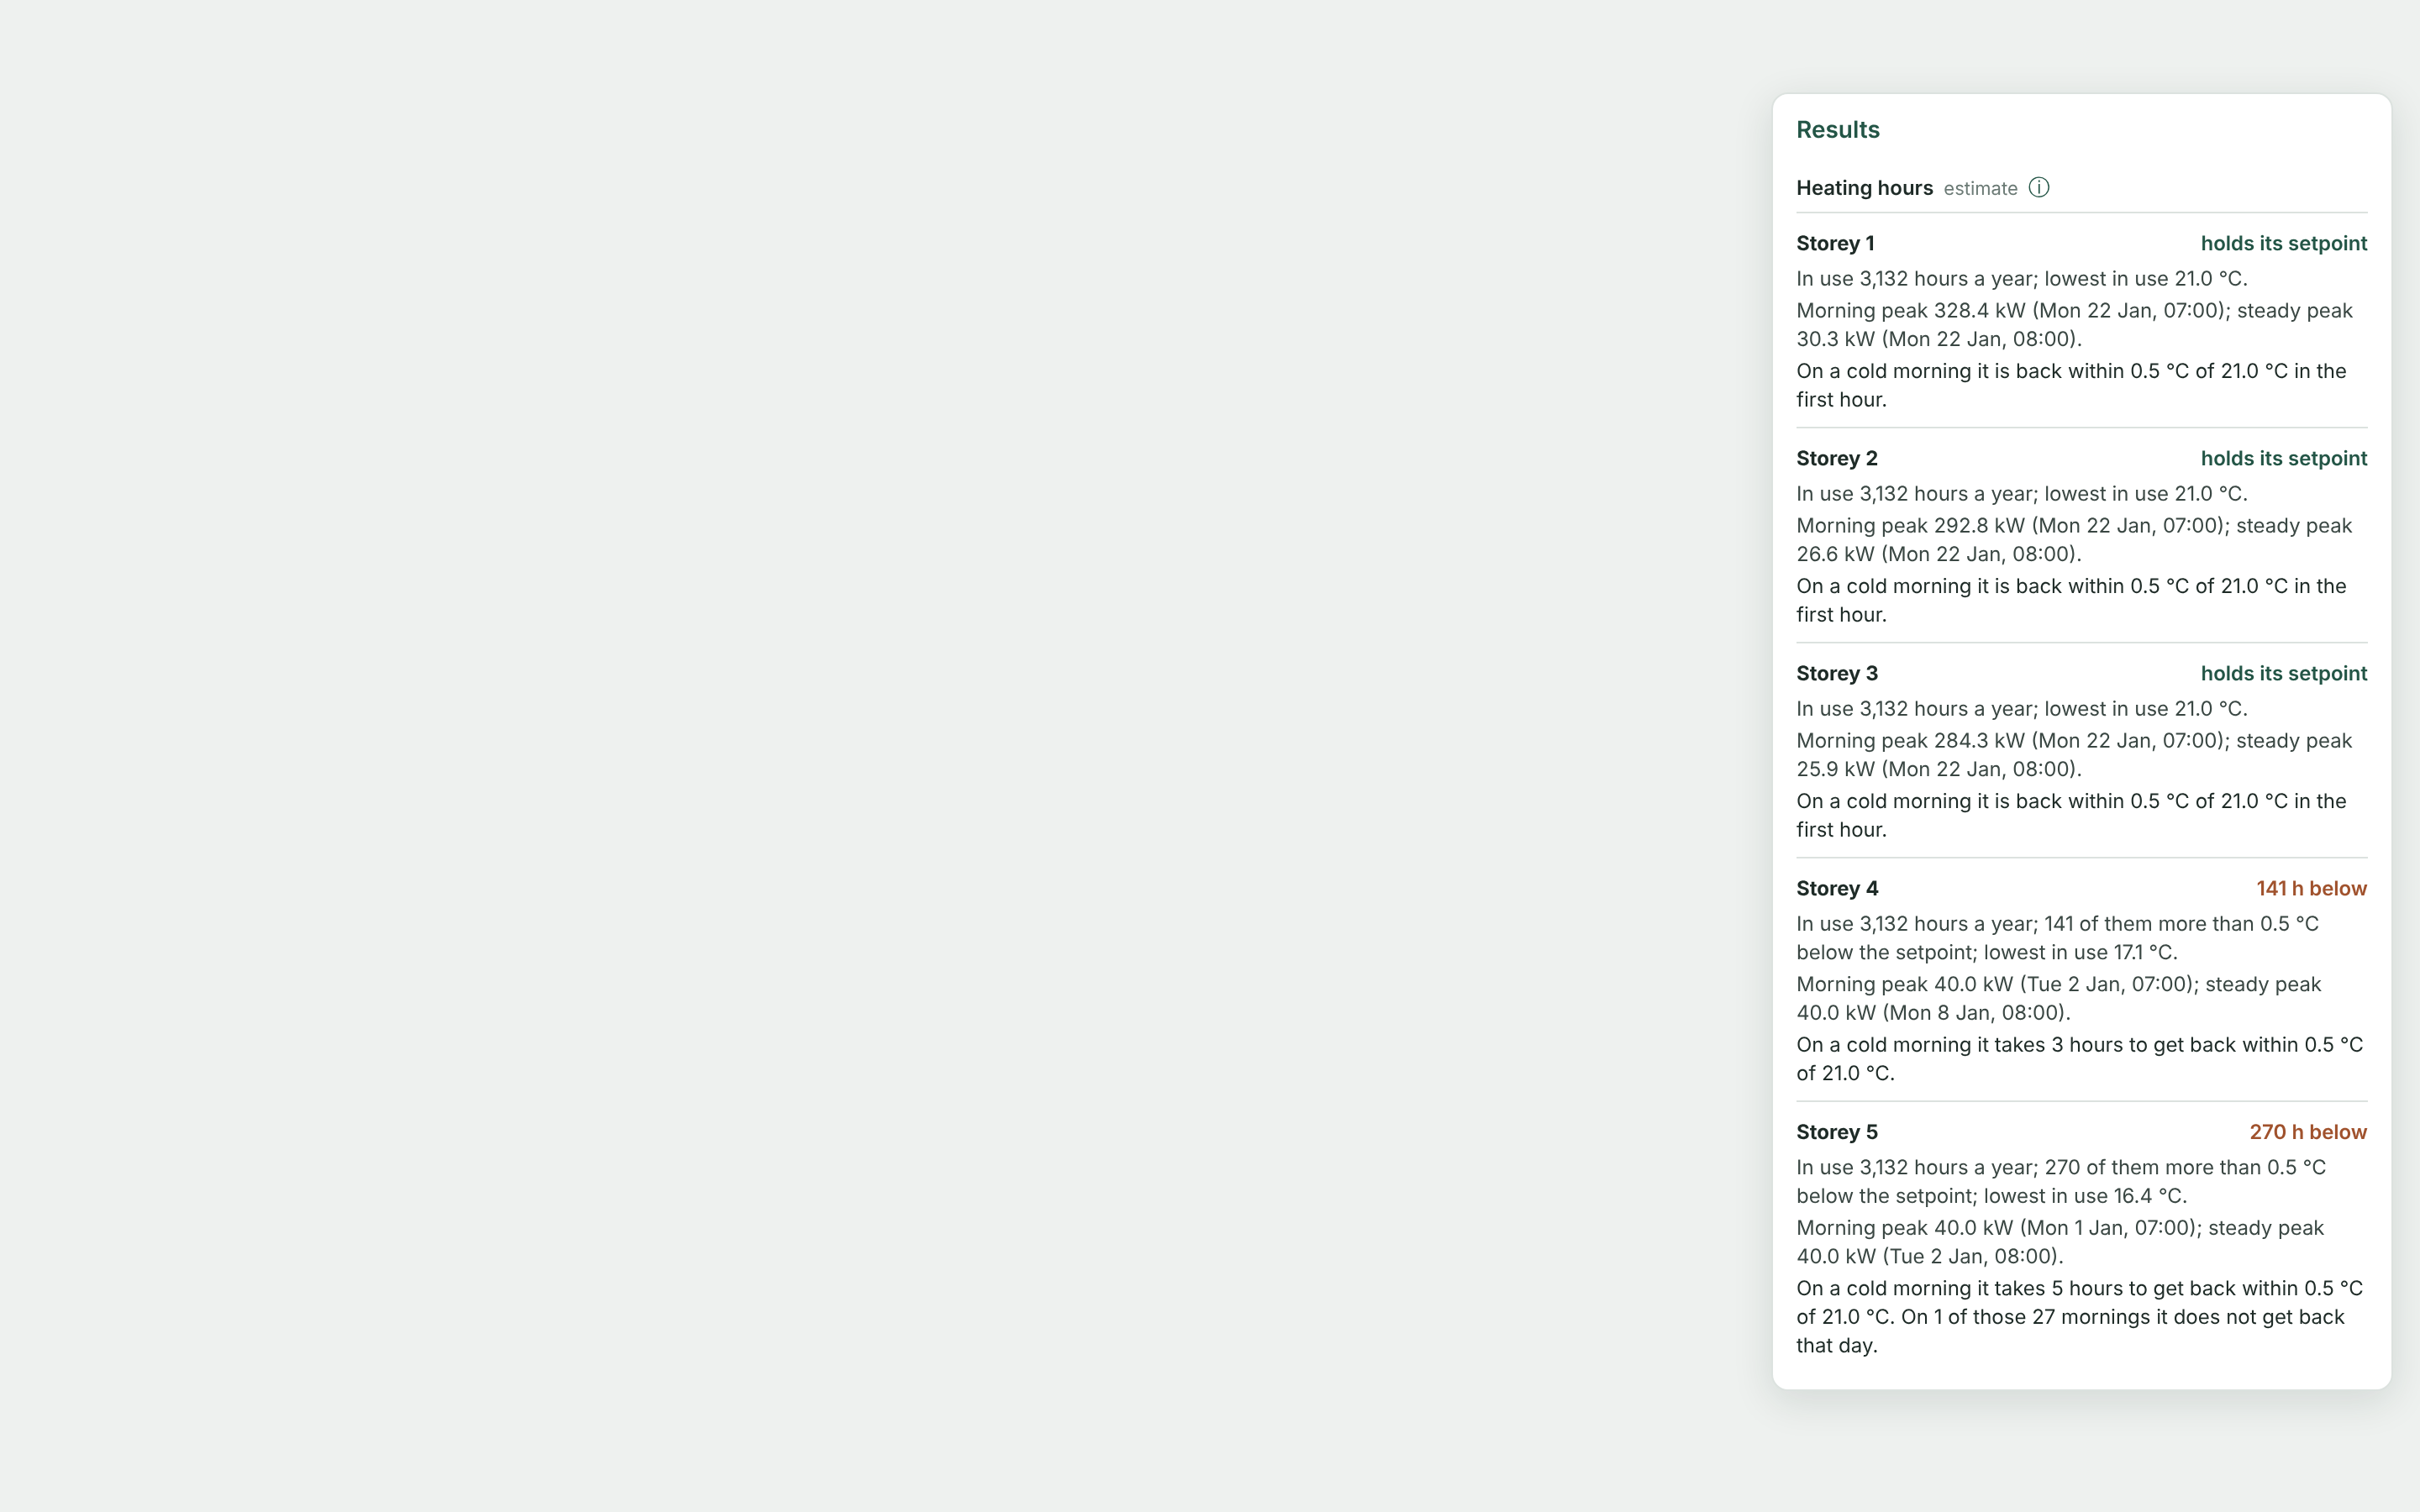 Results
Heating hours estimate ⓘ
Storey 1 holds its setpoint
In use 3,132 hours a year; lowest in use 21.0 °C.
Morning peak 328.4 kW (Mon 22 Jan, 07:00); steady peak
30.3 kW (Mon 22 Jan, 08:00).
On a cold morning it is back within 0.5 °C of 21.0 °C in the
first hour.
Storey 2 holds its setpoint
In use 3,132 hours a year; lowest in use 21.0 °C.
Morning peak 292.8 kW (Mon 22 Jan, 07:00); steady peak
26.6 kW (Mon 22 Jan, 08:00).
On a cold morning it is back within 0.5 °C of 21.0 °C in the
first hour.
Storey 3 holds its setpoint
In use 3,132 hours a year; lowest in use 21.0 °C.
Morning peak 284.3 kW (Mon 22 Jan, 07:00); steady peak
25.9 kW (Mon 22 Jan, 08:00).
On a cold morning it is back within 0.5 °C of 21.0 °C in the
first hour.
Storey 4 141 h below
In use 3,132 hours a year; 141 of them more than 0.5 °C
below the setpoint; lowest in use 17.1 °C.
Morning peak 40.0 kW (Tue 2 Jan, 07:00); steady peak
40.0 kW (Mon 8 Jan, 08:00).
On a cold morning it takes 3 hours to get back within 0.5 °C
of 21.0 °C.
Storey 5 270 h below
In use 3,132 hours a year; 270 of them more than 0.5 °C
below the setpoint; lowest in use 16.4 °C.
Morning peak 40.0 kW (Mon 1 Jan, 07:00); steady peak
40.0 kW (Tue 2 Jan, 08:00).
On a cold morning it takes 5 hours to get back within 0.5 °C
of 21.0 °C. On 1 of those 27 mornings it does not get back
that day.